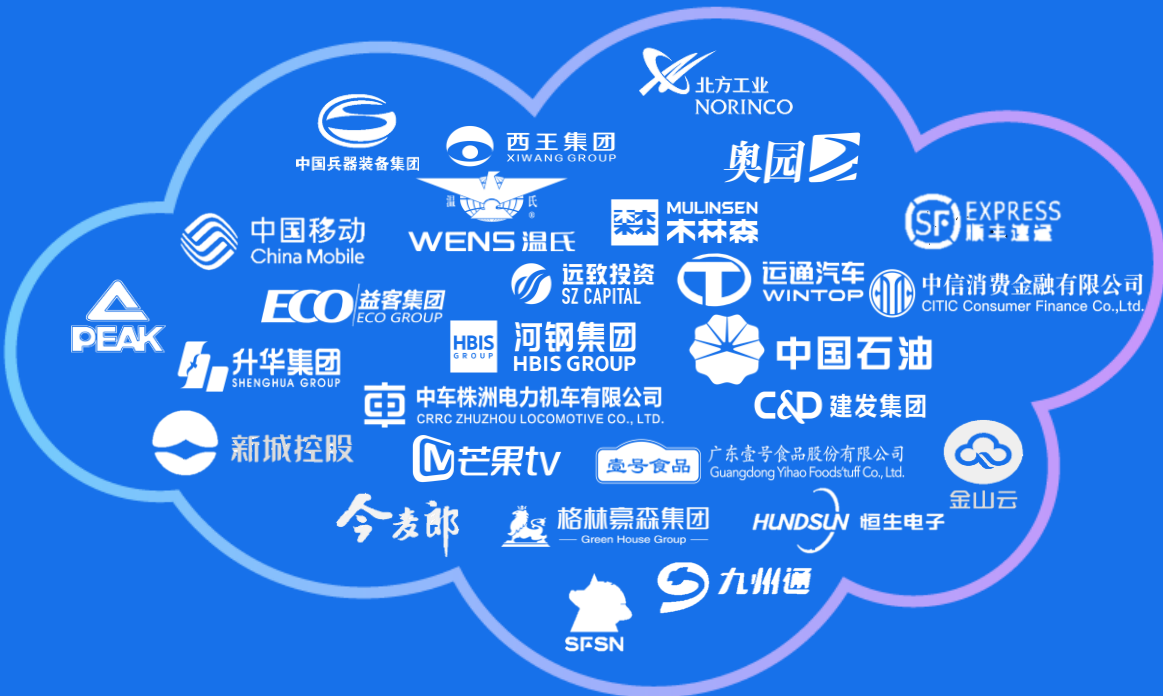 北方工业
NORINCO
中国兵器装备集团
西王集团
XIWANG GROUP
奥园
温 氏
®
WENS 温氏
森森
MULINSEN
木林森
SF EXPRESS
顺丰速运
中国移动
China Mobile
远致投资
SZ CAPITAL
运通汽车
WINTOP
中信消费金融有限公司
CITIC Consumer Finance Co.,Ltd.
PEAK
ECO 益客集团
ECO GROUP
HBIS
GROUP
河钢集团
HBIS GROUP
中国石油
升华集团
SHENGHUA GROUP
中车株洲电力机车有限公司
CRRC ZHUZHOU LOCOMOTIVE CO., LTD.
C&D 建发集团
新城控股
芒果tv
壹号食品
广东壹号食品股份有限公司
Guangdong Yihao Foods'tuff Co., Ltd.
金山云
今麦郎
格林豪森集团
Green House Group
HUNDSUN 恒生电子
九州通
SFSN